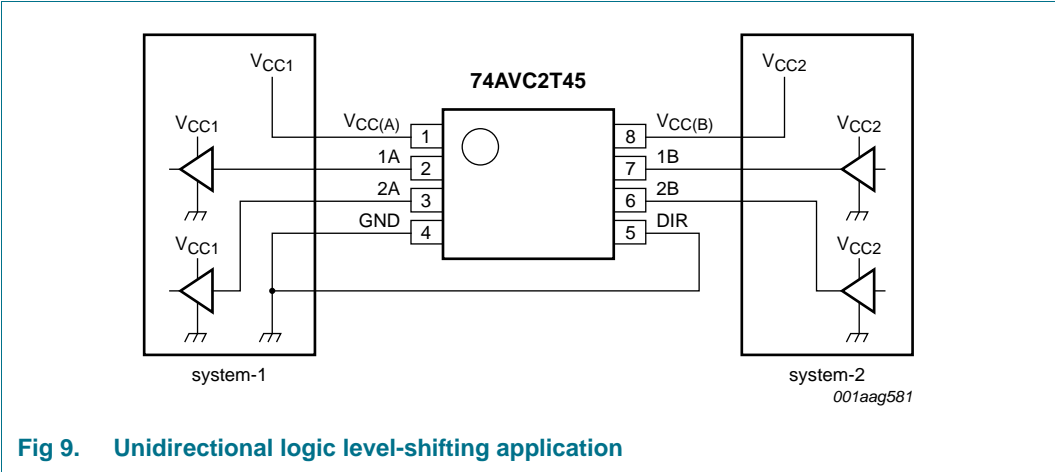 74AVC2T45
VCC1
VCC2
VCC(A)
1
8
VCC(B)
VCC1
VCC2
1A
2
7
1B
2A
3
6
2B
GND
4
5
DIR
VCC1
VCC2
system-1
system-2
001aag581
Fig 9. Unidirectional logic level-shifting application